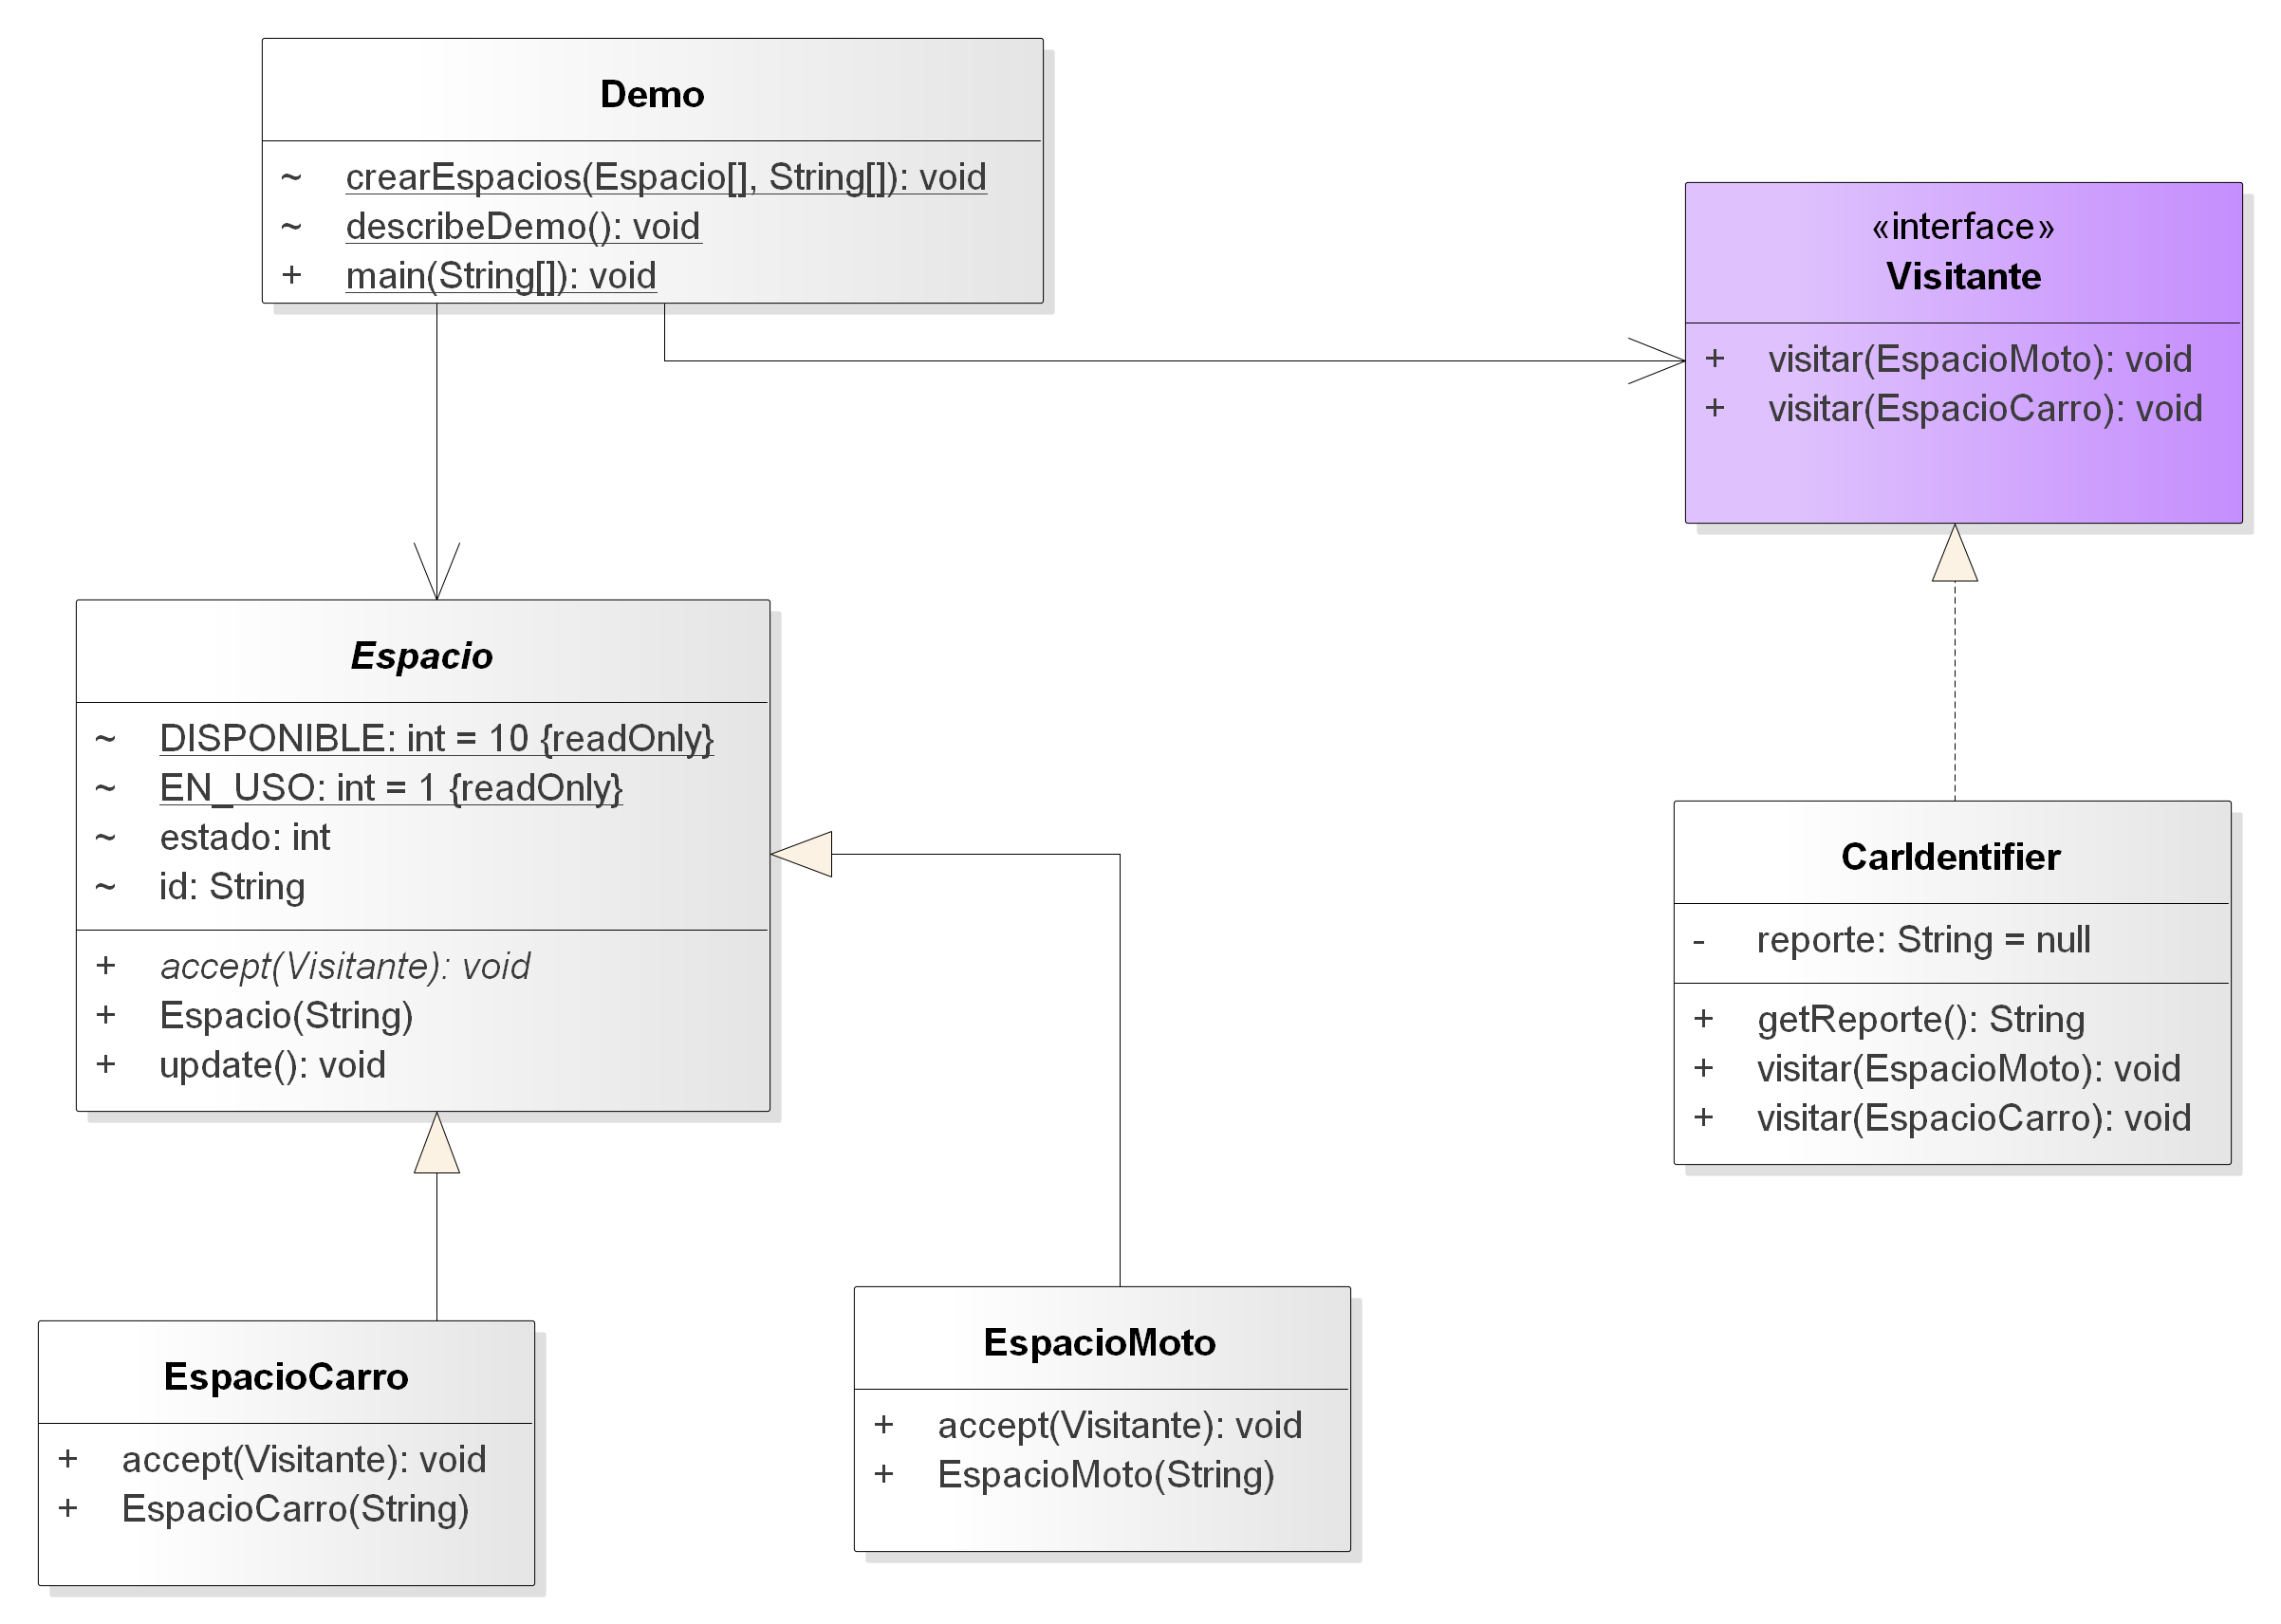 Demo
~ crearEspacios(Espacio[], String[]): void
~ describeDemo(): void
+ main(String[]): void
«interface»
Visitante
+ visitar(EspacioMoto): void
+ visitar(EspacioCarro): void
Espacio
~ DISPONIBLE: int = 10 {readOnly}
~ EN_USO: int = 1 {readOnly}
~ estado: int
~ id: String
+ accept(Visitante): void
+ Espacio(String)
+ update(): void
CarIdentifier
- reporte: String = null
+ getReporte(): String
+ visitar(EspacioMoto): void
+ visitar(EspacioCarro): void
EspacioCarro
+ accept(Visitante): void
+ EspacioCarro(String)
EspacioMoto
+ accept(Visitante): void
+ EspacioMoto(String)